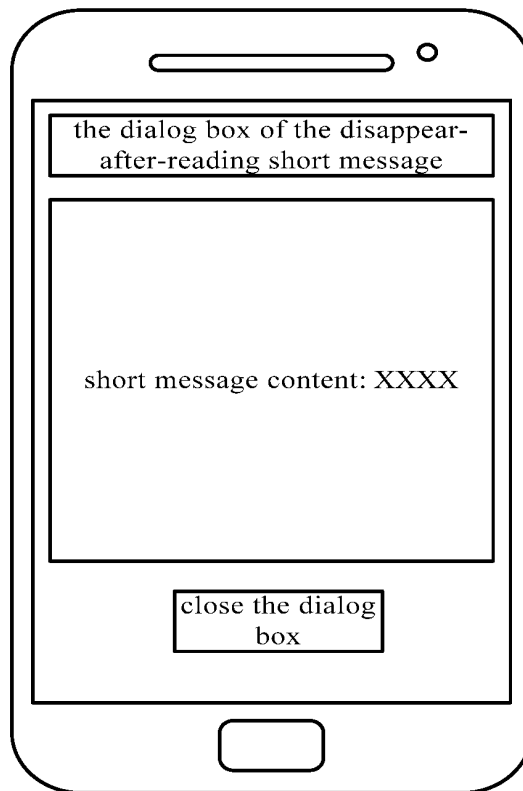 the dialog box of the disappear-
after-reading short message
short message content: XXXX
close the dialog
box